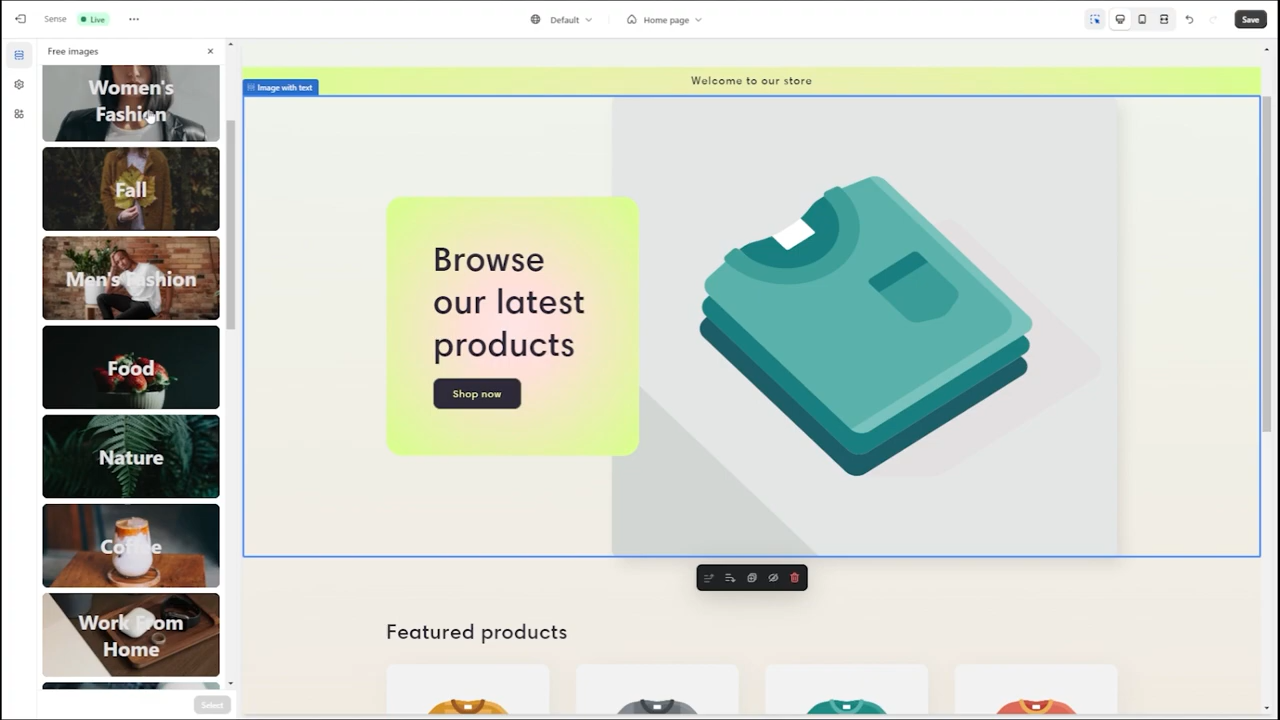 Sense
Live
Default
Home page
Save
Free images
Women's
Fashion
Fall
Men's Fashion
Food
Nature
Coffee
Work From
Home
Select
Welcome to our store
Image with text
Browse
our latest
products
Shop now
Featured products